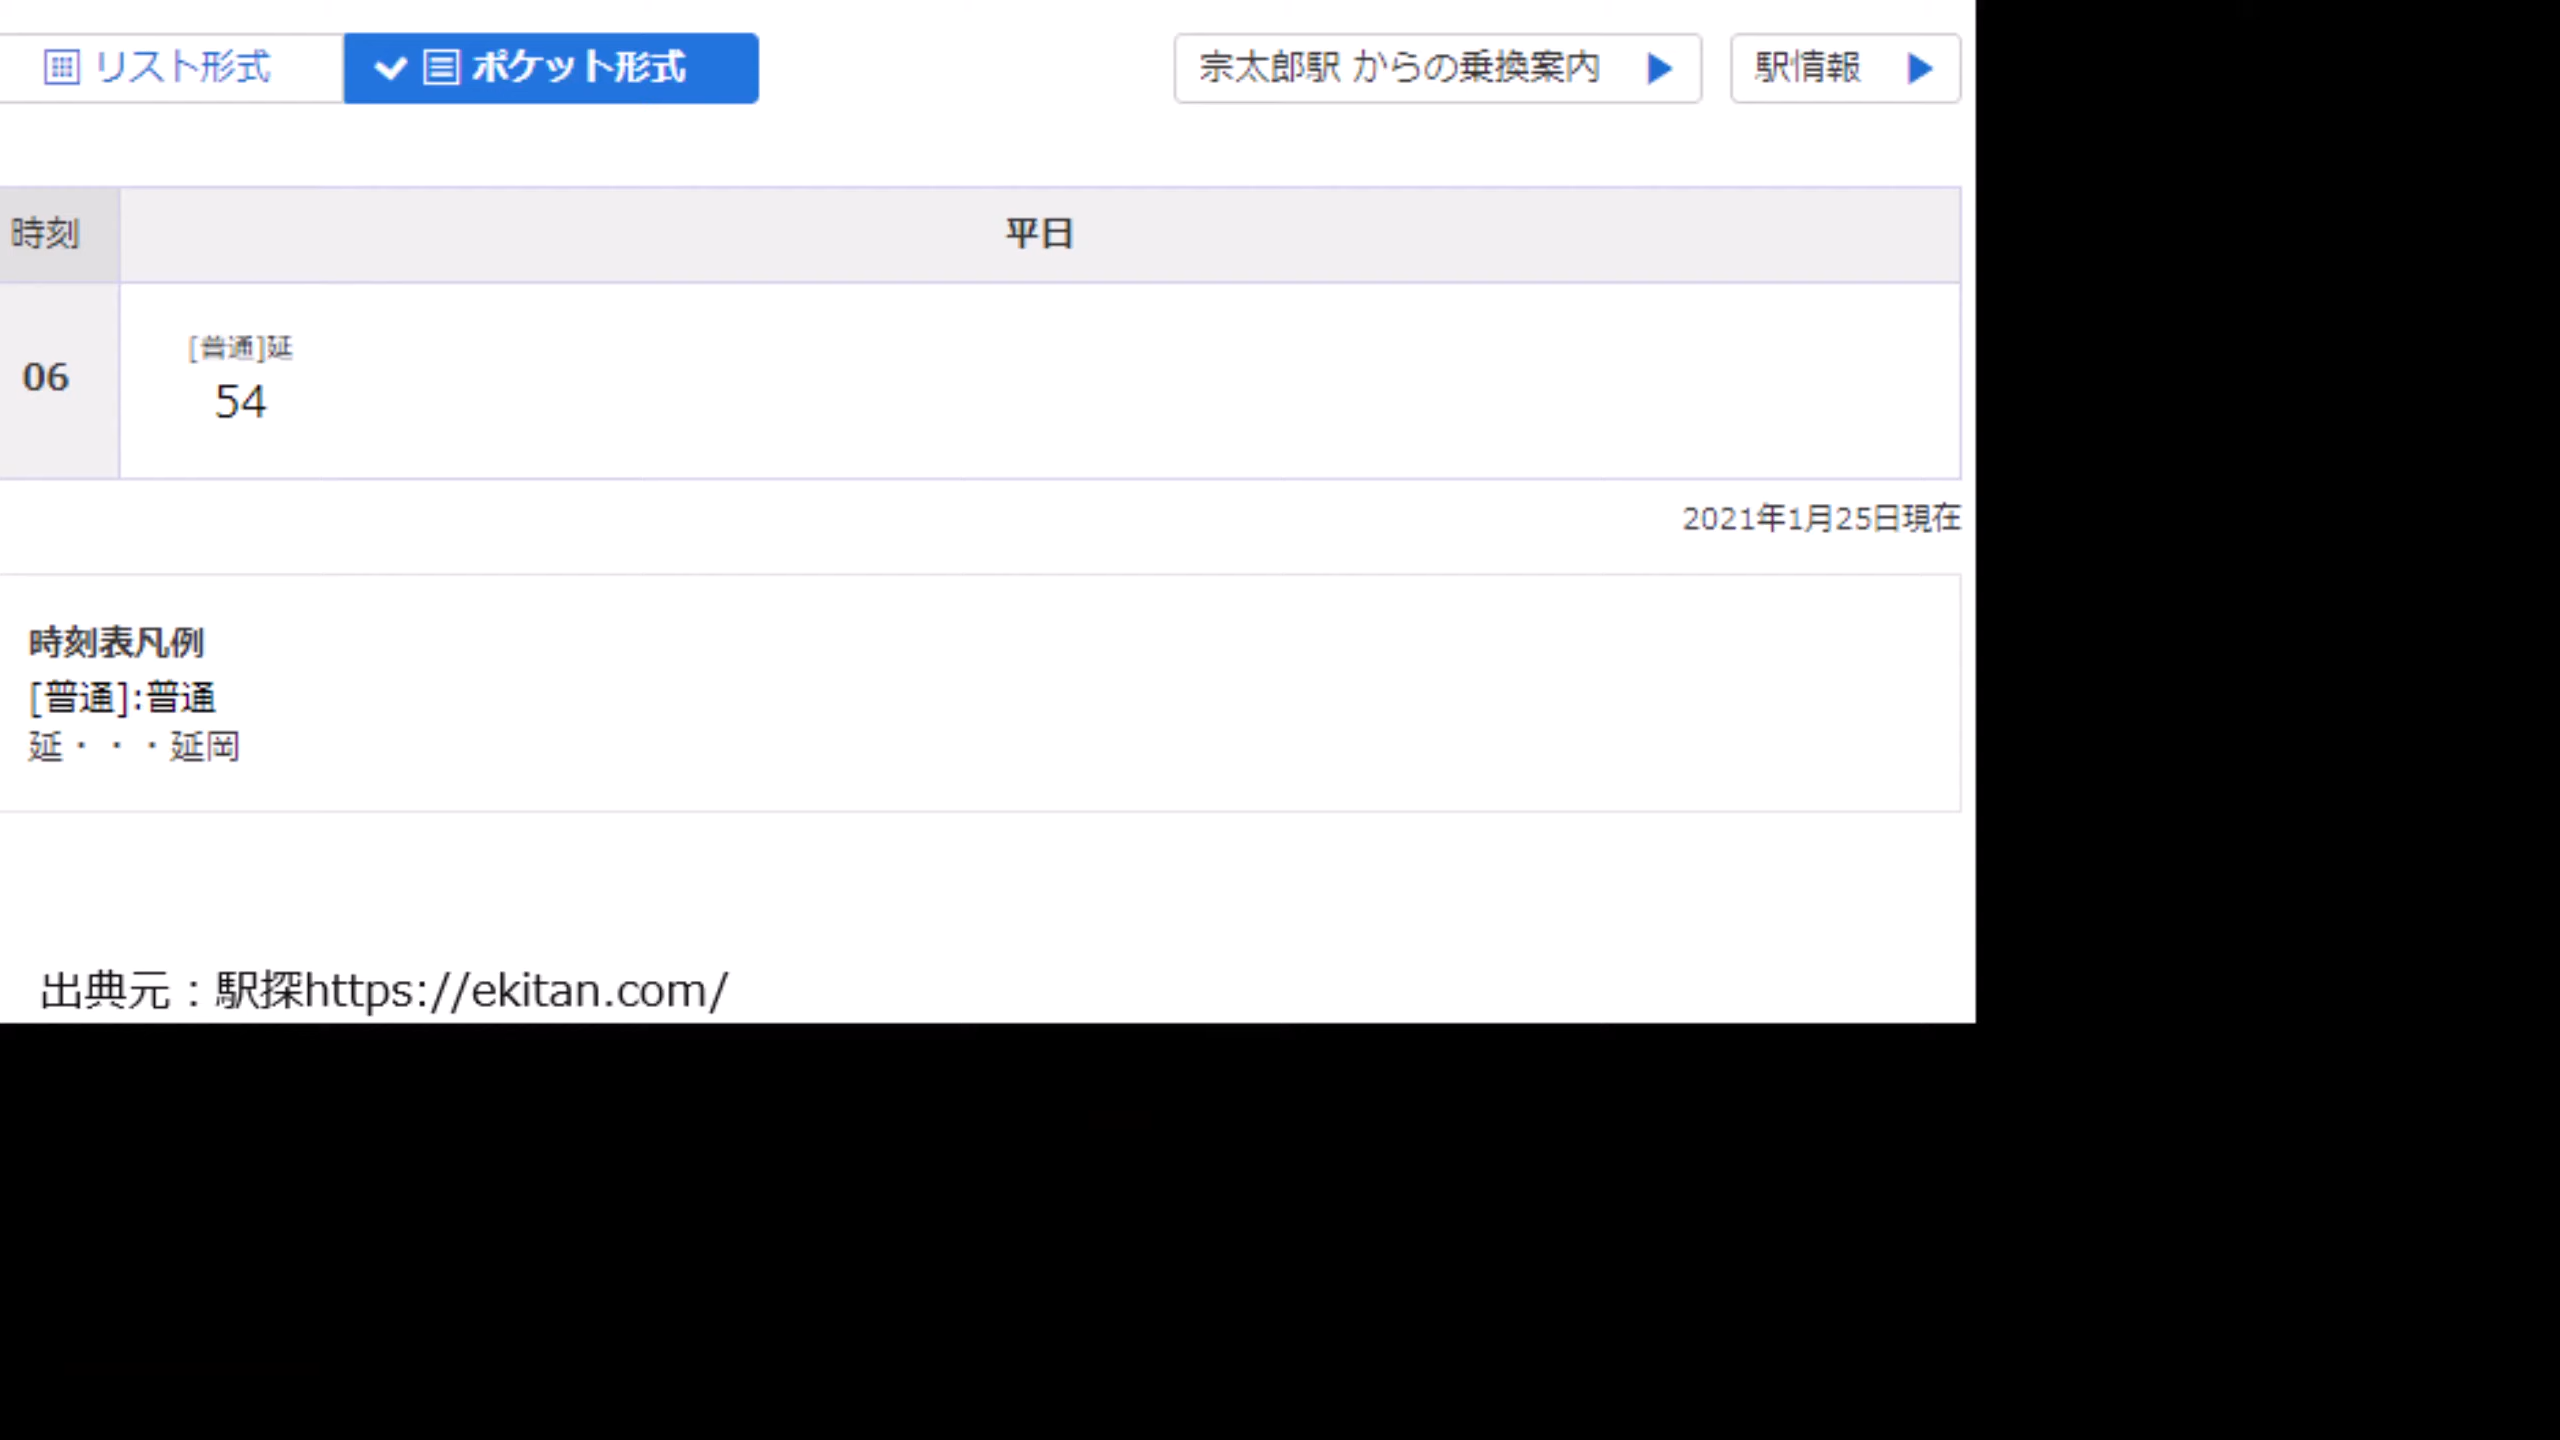 リスト形式 ポケット形式 宗太郎駅 からの乗換案内 駅情報
時刻 平日
[普通]延
06 54
2021年1月25日現在
時刻表凡例
[普通]:普通
延・・・延岡
出典元：駅探https://ekitan.com/